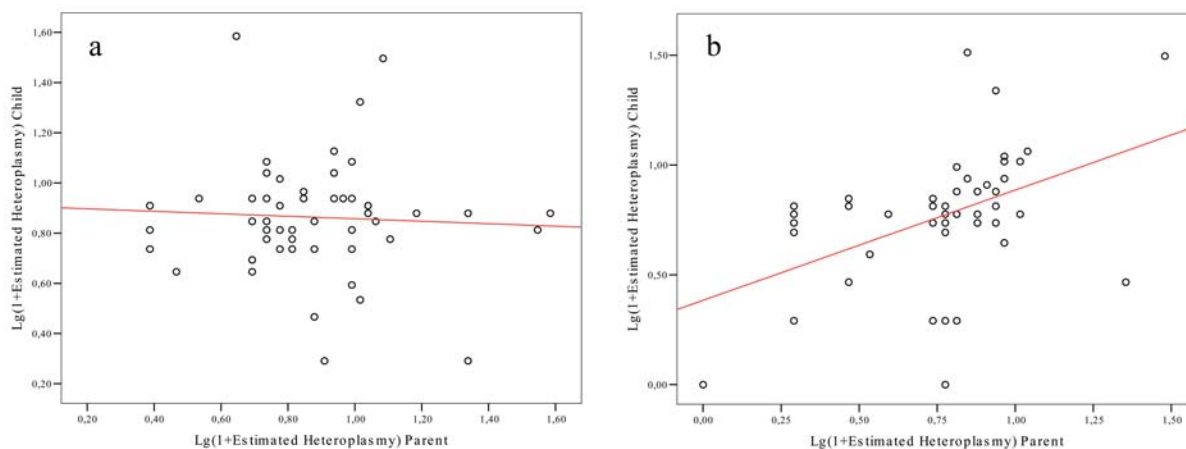 a
Lg(1+Estimated Heteroplasmy) Child
1,60
1,40
1,20
1,00
0,80
0,60
0,40
0,20
0,20 0,40 0,60 0,80 1,00 1,20 1,40 1,60
Lg(1+Estimated Heteroplasmy) Parent
b
Lg(1+Estimated Heteroplasmy) Child
1,50
1,00
0,50
0,00
0,00 0,25 0,50 0,75 1,00 1,25 1,50
Lg(1+Estimated Heteroplasmy) Parent